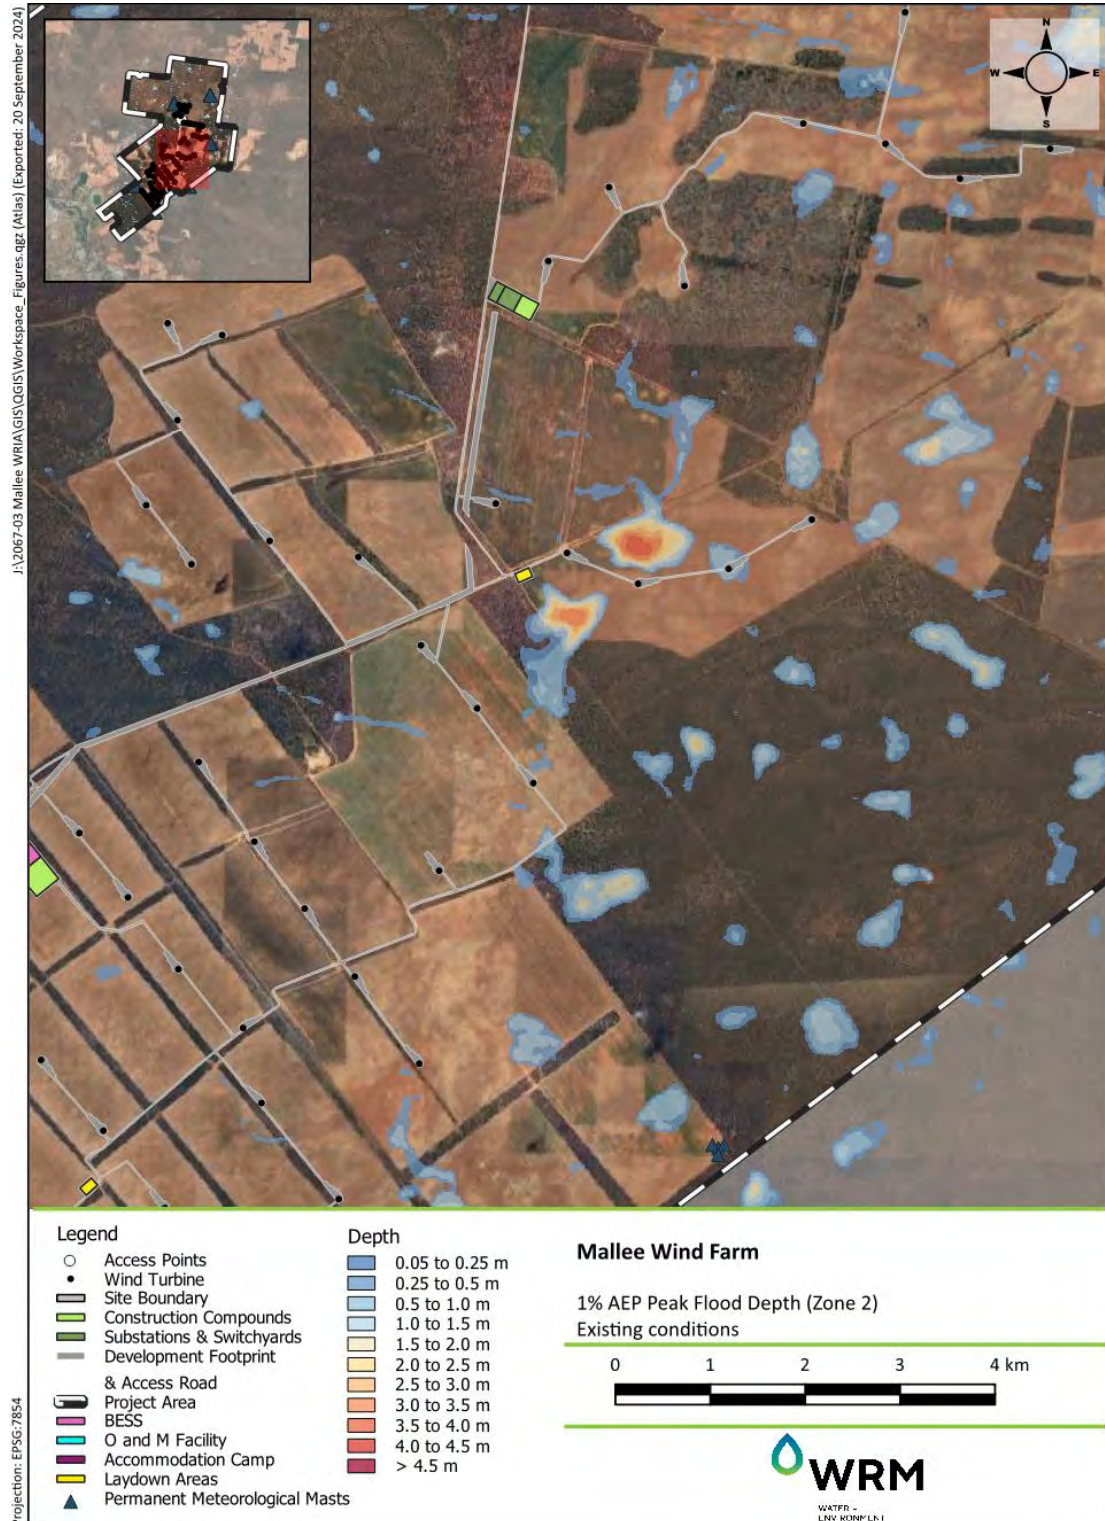 J:\2067-03 Mallee WRIA\GIS\QGIS\Workspace_Figures.qgz (Atlas) (Exported: 20 September 2024)
Projection: EPSG:7854
N
W
E
S
Legend
Access Points
Wind Turbine
Site Boundary
Construction Compounds
Substations & Switchyards
Development Footprint
& Access Road
Project Area
BESS
O and M Facility
Accommodation Camp
Laydown Areas
Permanent Meteorological Masts
Depth
0.05 to 0.25 m
0.25 to 0.5 m
0.5 to 1.0 m
1.0 to 1.5 m
1.5 to 2.0 m
2.0 to 2.5 m
2.5 to 3.0 m
3.0 to 3.5 m
3.5 to 4.0 m
4.0 to 4.5 m
> 4.5 m
Mallee Wind Farm
1% AEP Peak Flood Depth (Zone 2)
Existing conditions
0 1 2 3 4 km
WRM
WATER +
ENVIRONMENT